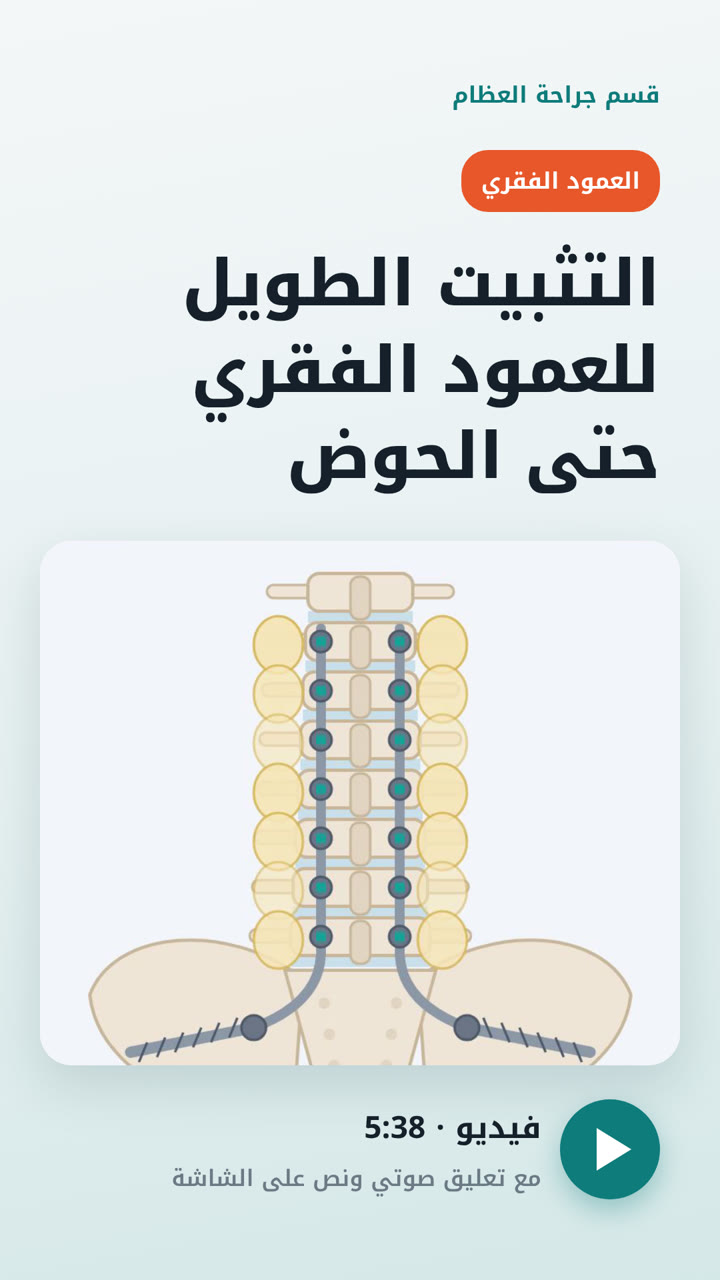 قسم جراحة العظام
العمود الفقري
التثبيت الطويل
للعمود الفقري
حتى الحوض
فيديو · 5:38
مع تعليق صوتي ونص على الشاشة